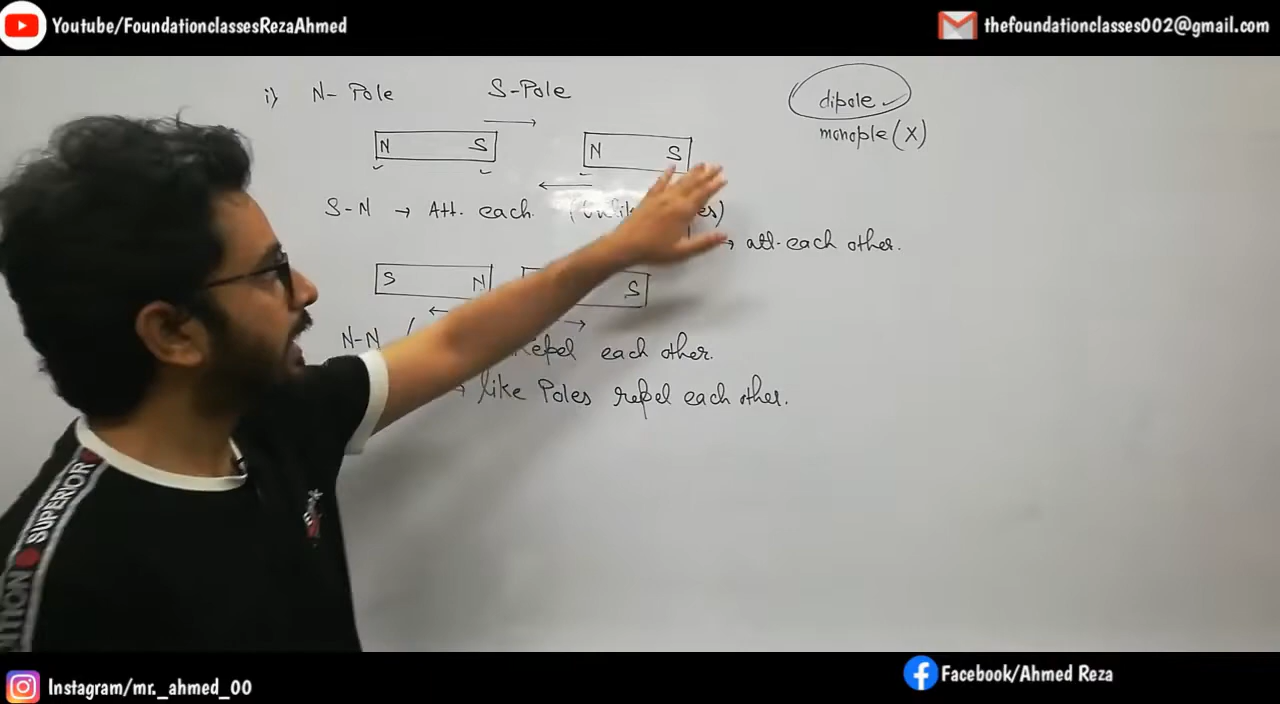 Youtube/FoundationclassesRezaAhmed
thefoundationclasses002@gmail.com
i) N- Pole S-Pole
dipole
monople (X)
N S N S
S-N → Att. each.
→ att. each other.
S N S
N-N Repel each other.
→ like Poles repel each other.
SUPERIOR
Instagram/mr._ahmed_00
Facebook/Ahmed Reza